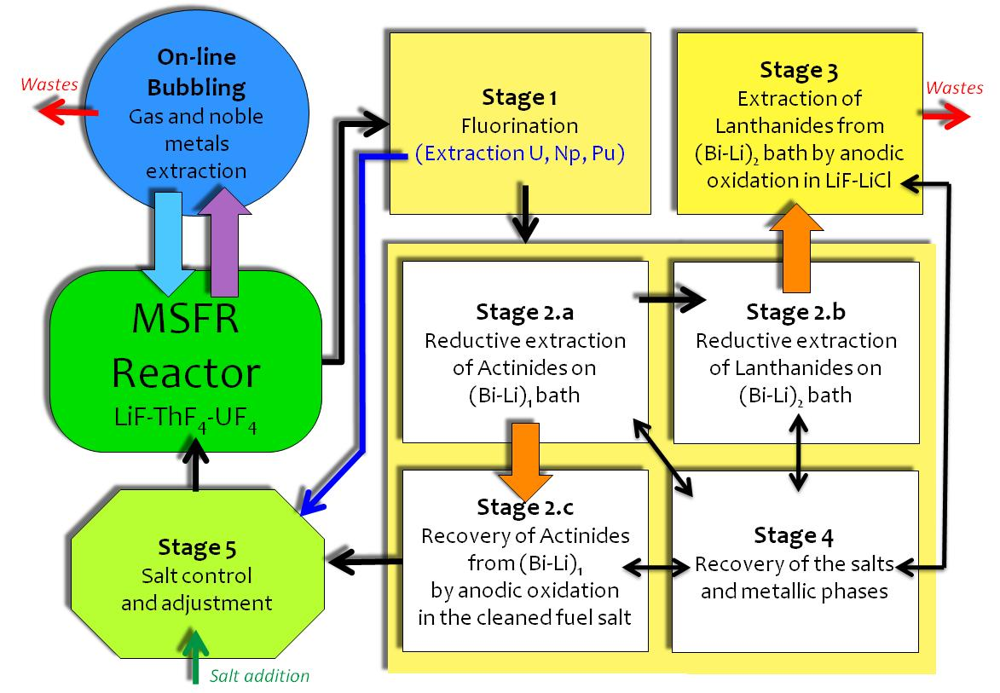 Wastes
On-line
Bubbling
Gas and noble
metals
extraction
MSFR
Reactor
LiF-ThF₄-UF₄
Stage 5
Salt control
and adjustment
Salt addition
Stage 1
Fluorination
(Extraction U, Np, Pu)
Stage 3
Extraction of
Lanthanides from
(Bi-Li)₂ bath by anodic
oxidation in LiF-LiCl
Wastes
Stage 2.a
Reductive extraction
of Actinides on
(Bi-Li)₁ bath
Stage 2.b
Reductive extraction
of Lanthanides on
(Bi-Li)₂ bath
Stage 2.c
Recovery of Actinides
from (Bi-Li)₁
by anodic oxidation
in the cleaned fuel salt
Stage 4
Recovery of the salts
and metallic phases